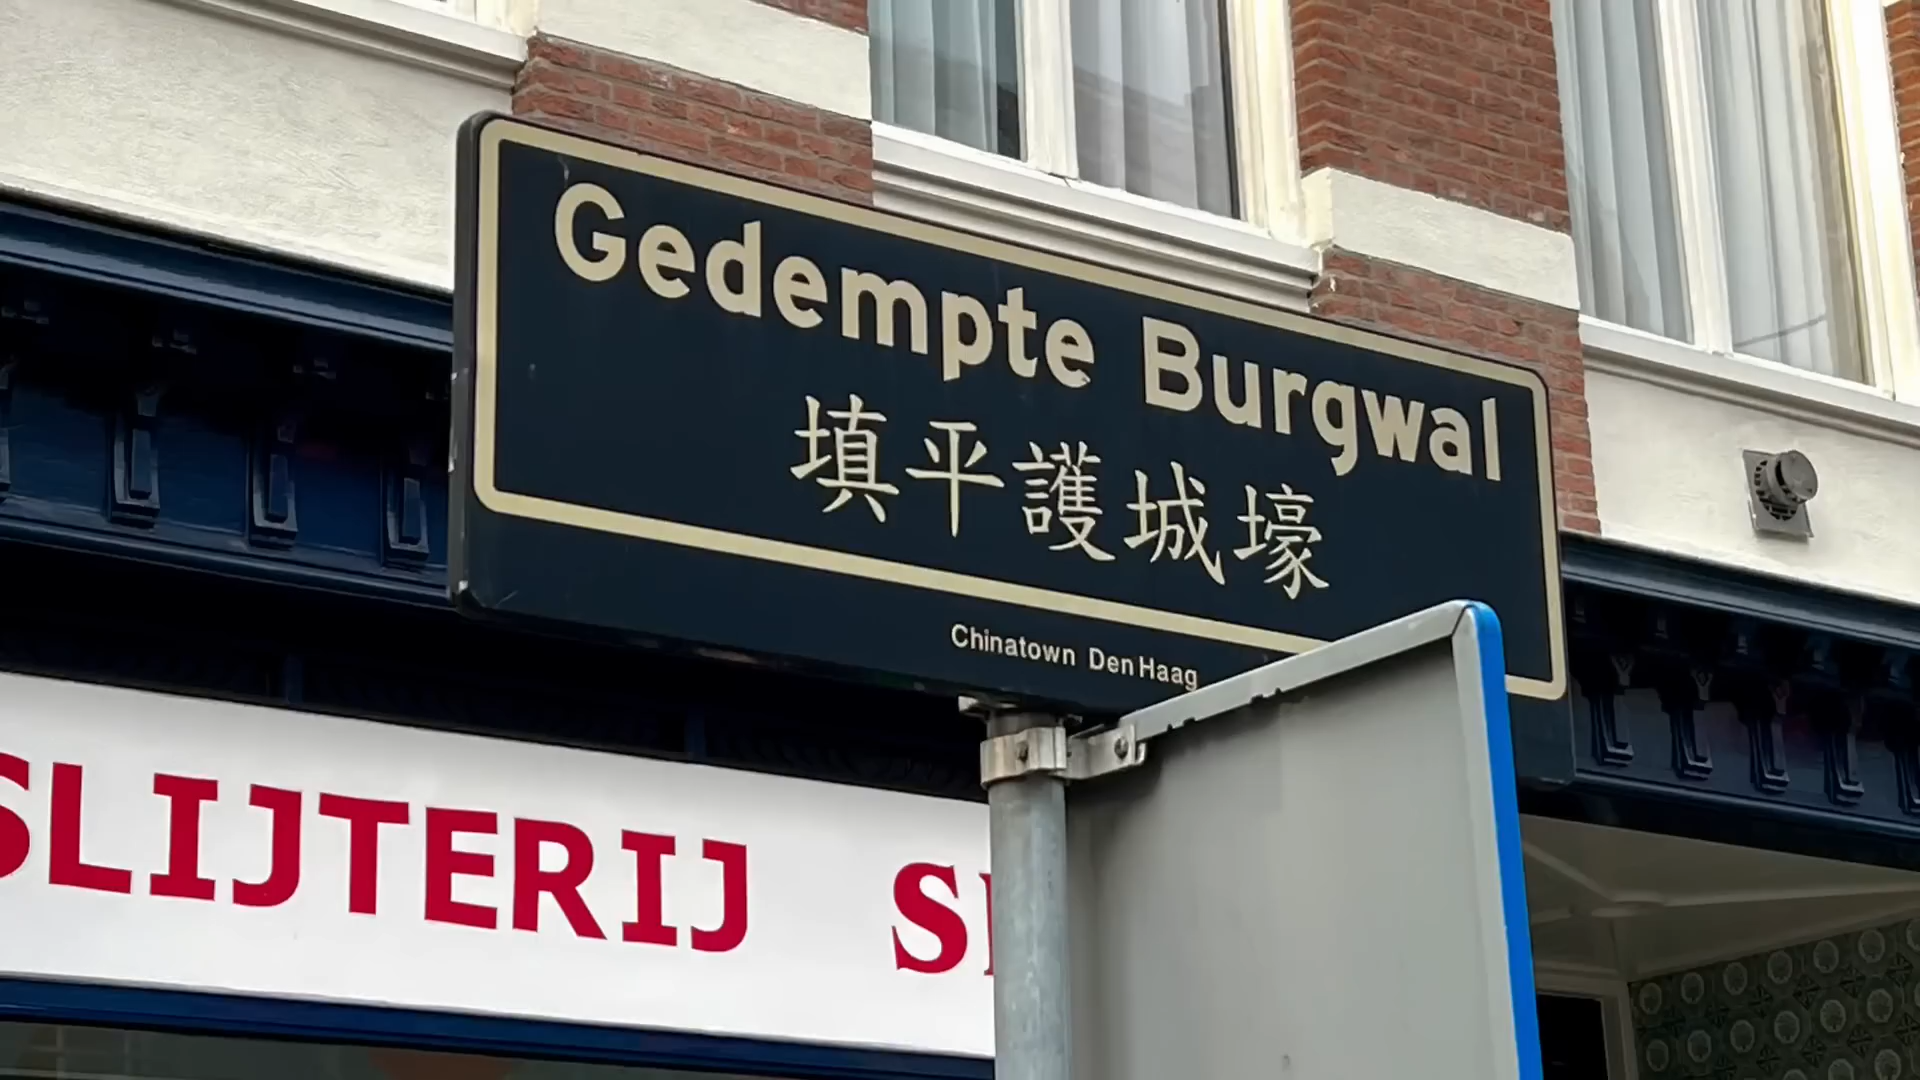 Gedempte Burgwal
填平護城壕
Chinatown Den Haag
SLIJTERIJ